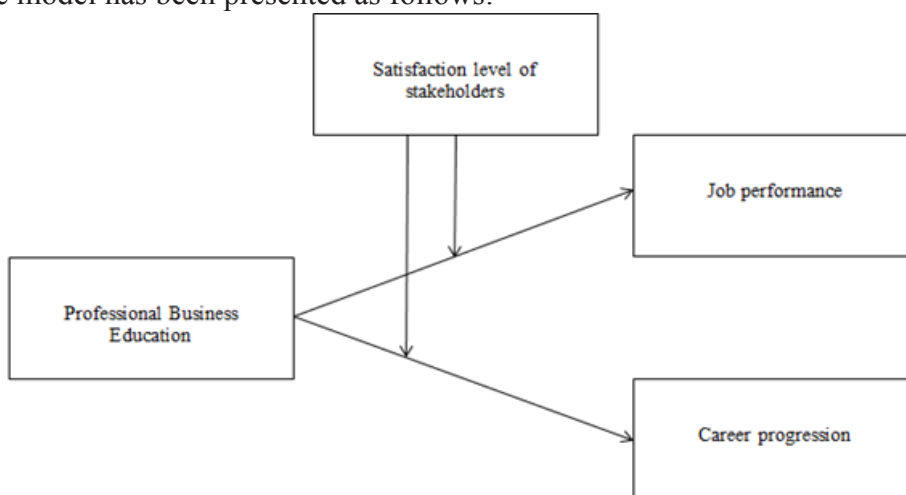 e model has been presented as follows:
Satisfaction level of
stakeholders
Job performance
Professional Business
Education
Career progression